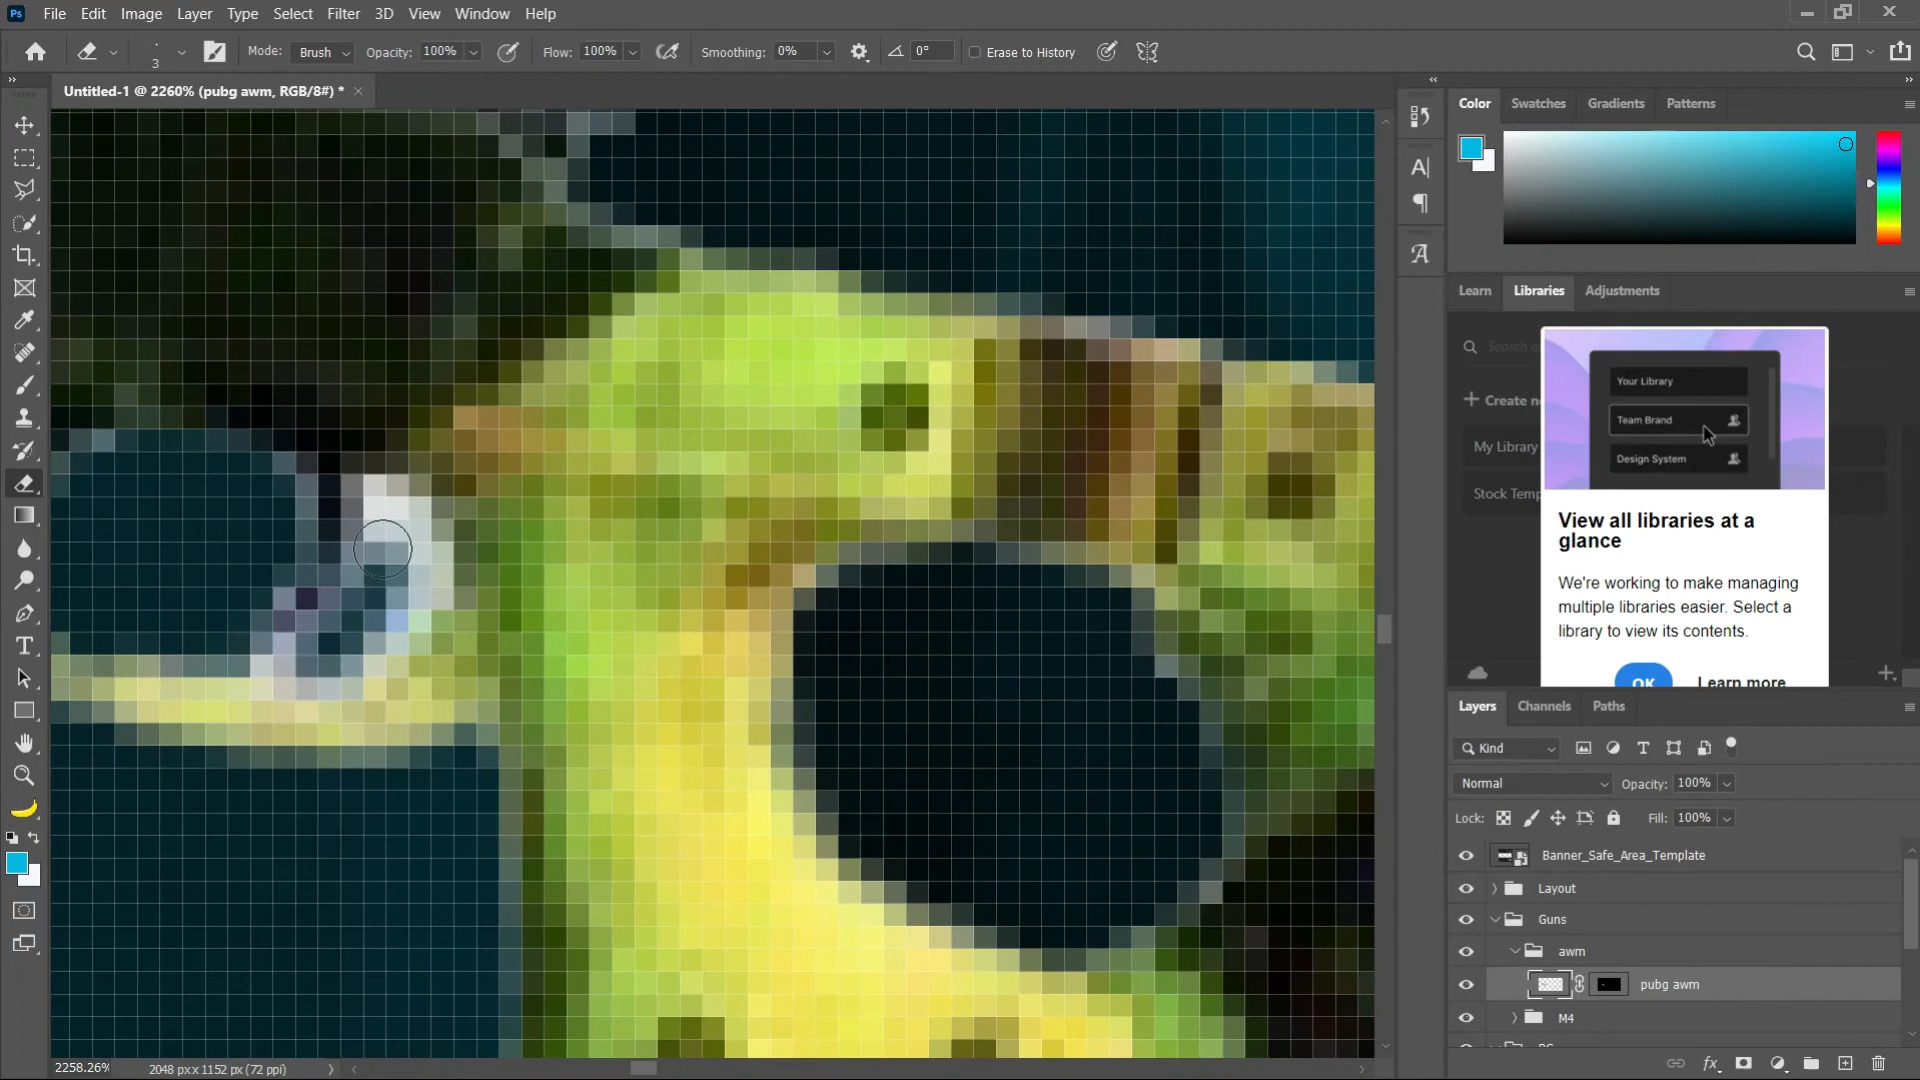 Ps File Edit Image Layer Type Select Filter 3D View Window Help
3 Mode: Brush Opacity: 100% Flow: 100% Smoothing: 0% 0° Erase to History
Untitled-1 @ 2260% (pubg awm, RGB/8#) *
Color Swatches Gradients Patterns
Learn Libraries Adjustments
Your Library
+ Create
Team Brand
My Library
Design System
Stock
View all libraries at a
glance
We're working to make managing
multiple libraries easier. Select a
library to view its contents.
OK Learn more
Layers Channels Paths
Kind
Normal Opacity: 100%
Lock: Fill: 100%
Banner_Safe_Area_Template
Layout
Guns
awm
pubg awm
M4
2258.26% 2048 px x 1152 px (72 ppi)
fx